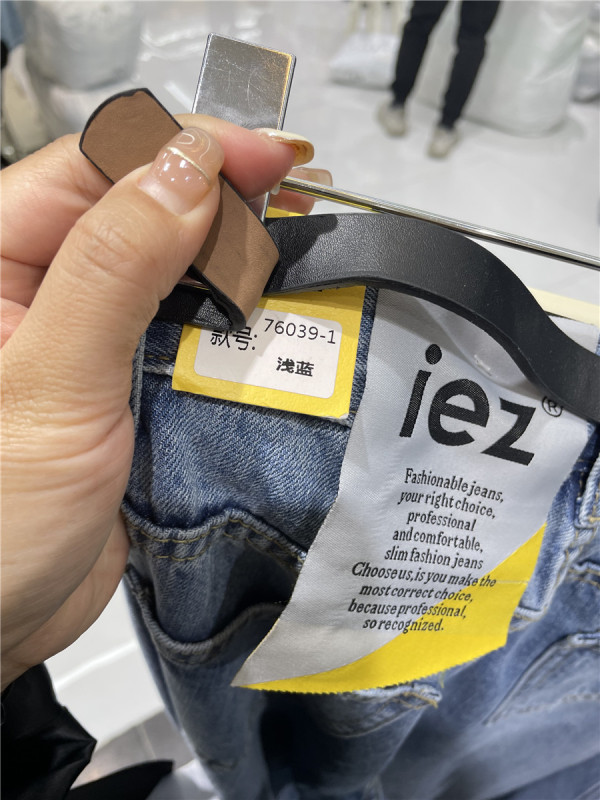 款号: 76039-1
浅蓝
iez®
Fashionable jeans,
your right choice,
professional
and comfortable,
slim fashion jeans
Choose us, is you make the
most correct choice,
because professional,
so recognized.